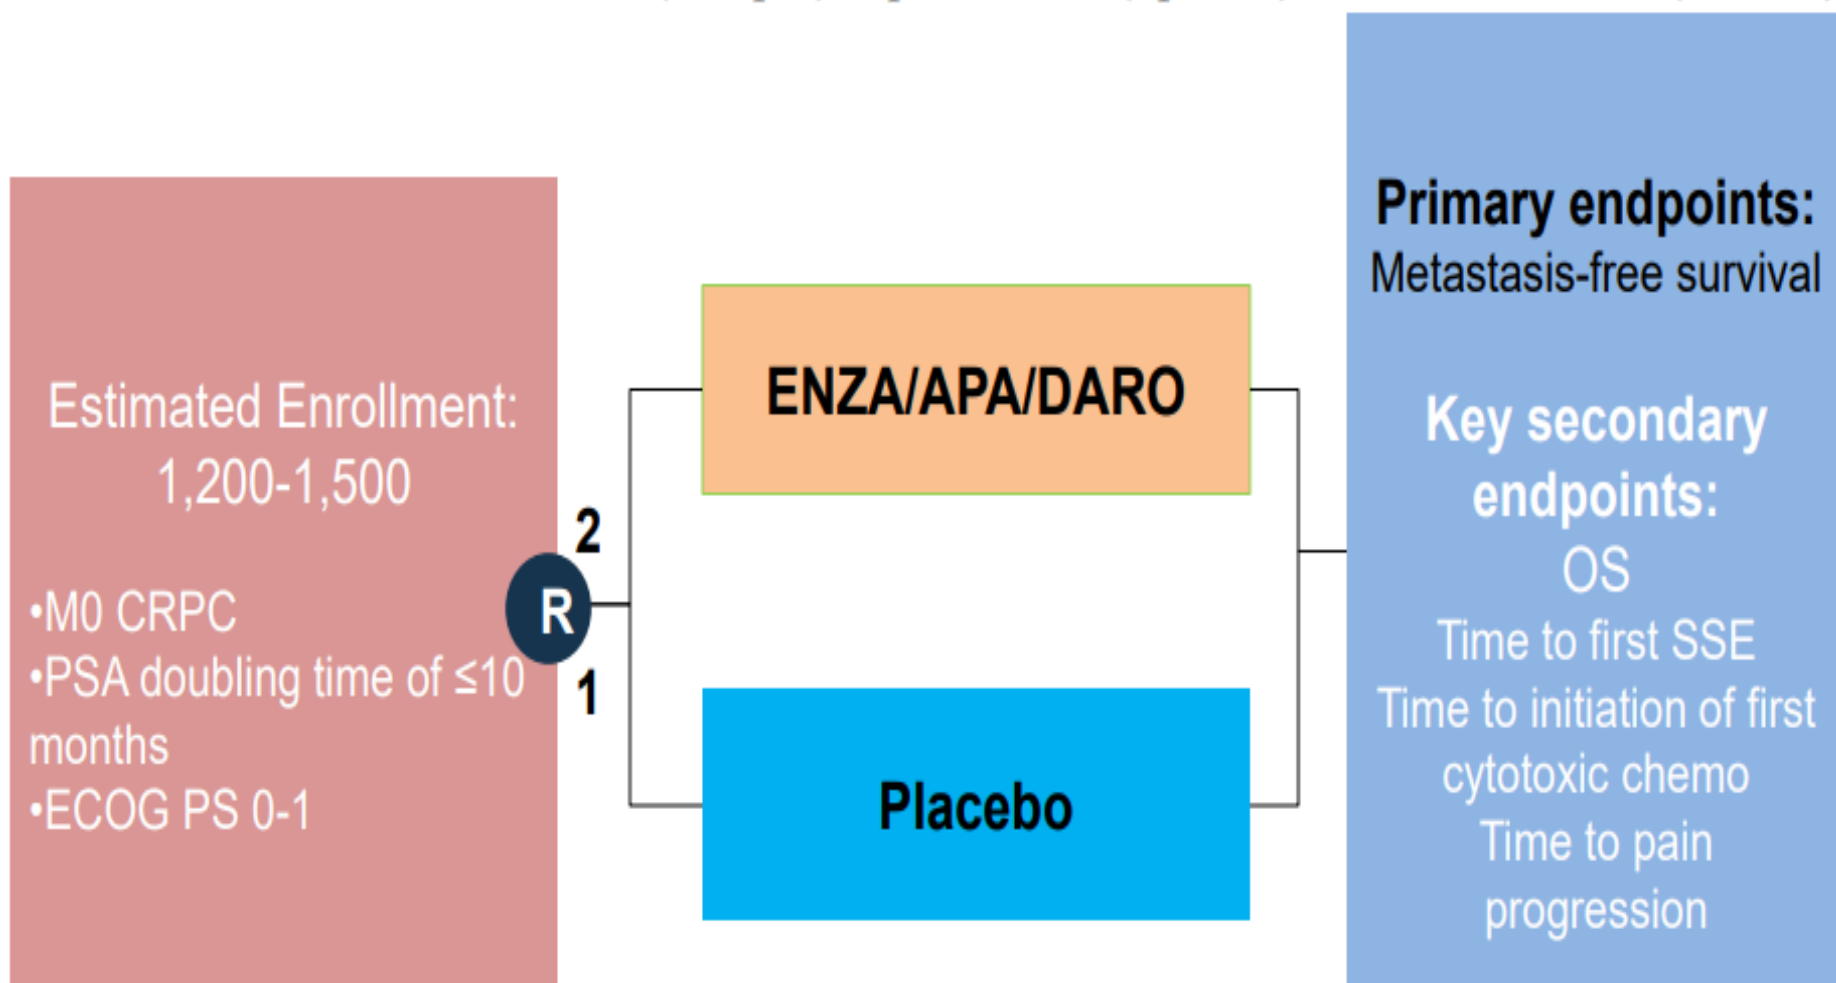 Estimated Enrollment:
1,200-1,500
•M0 CRPC
•PSA doubling time of ≤10
months
•ECOG PS 0-1
R
2
1
ENZA/APA/DARO
Placebo
Primary endpoints:
Metastasis-free survival
Key secondary
endpoints:
OS
Time to first SSE
Time to initiation of first
cytotoxic chemo
Time to pain
progression